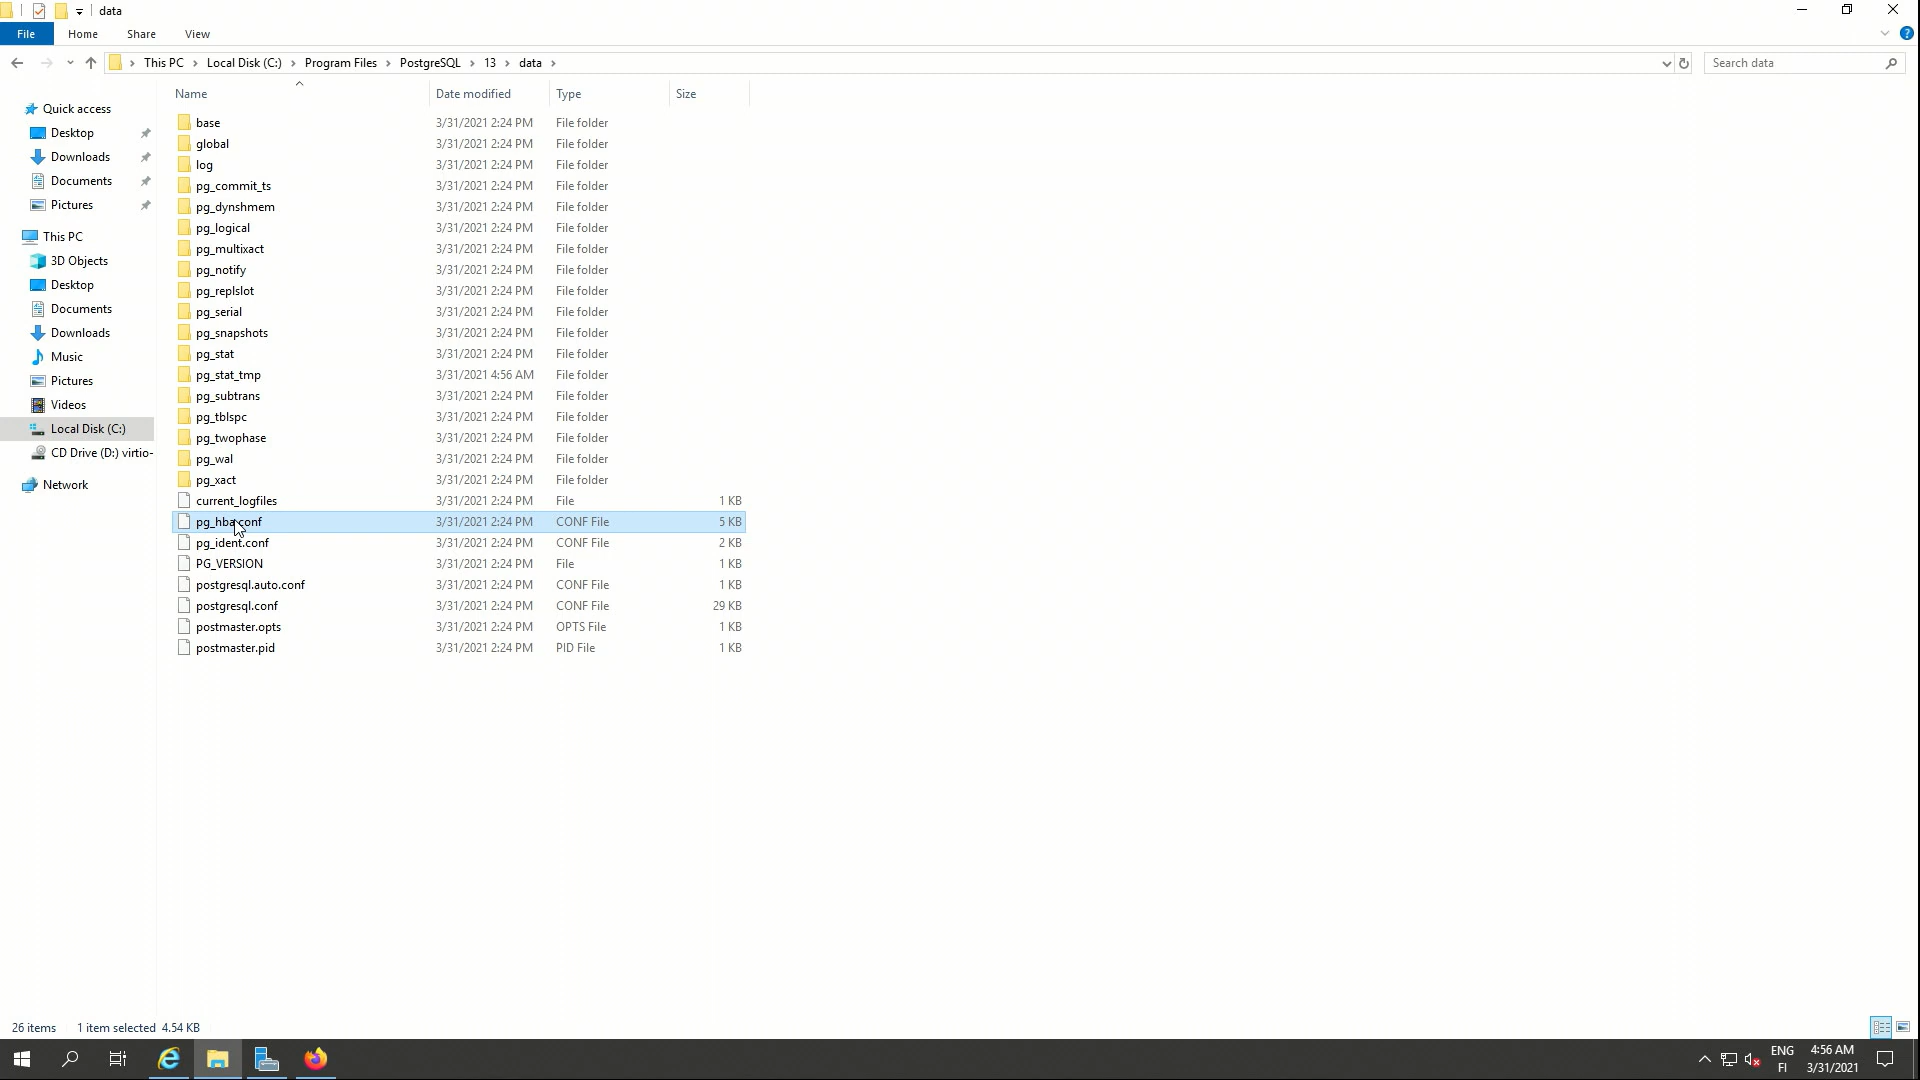 data
File Home Share View
This PC Local Disk (C:) Program Files PostgreSQL 13 data
Search data
Name Date modified Type Size
Quick access
Desktop
Downloads
Documents
Pictures
This PC
3D Objects
Desktop
Documents
Downloads
Music
Pictures
Videos
Local Disk (C:)
CD Drive (D:) virtio-
Network
base 3/31/2021 2:24 PM File folder
global 3/31/2021 2:24 PM File folder
log 3/31/2021 2:24 PM File folder
pg_commit_ts 3/31/2021 2:24 PM File folder
pg_dynshmem 3/31/2021 2:24 PM File folder
pg_logical 3/31/2021 2:24 PM File folder
pg_multixact 3/31/2021 2:24 PM File folder
pg_notify 3/31/2021 2:24 PM File folder
pg_replslot 3/31/2021 2:24 PM File folder
pg_serial 3/31/2021 2:24 PM File folder
pg_snapshots 3/31/2021 2:24 PM File folder
pg_stat 3/31/2021 2:24 PM File folder
pg_stat_tmp 3/31/2021 4:56 AM File folder
pg_subtrans 3/31/2021 2:24 PM File folder
pg_tblspc 3/31/2021 2:24 PM File folder
pg_twophase 3/31/2021 2:24 PM File folder
pg_wal 3/31/2021 2:24 PM File folder
pg_xact 3/31/2021 2:24 PM File folder
current_logfiles 3/31/2021 2:24 PM File 1 KB
pg_hba.conf 3/31/2021 2:24 PM CONF File 5 KB
pg_ident.conf 3/31/2021 2:24 PM CONF File 2 KB
PG_VERSION 3/31/2021 2:24 PM File 1 KB
postgresql.auto.conf 3/31/2021 2:24 PM CONF File 1 KB
postgresql.conf 3/31/2021 2:24 PM CONF File 29 KB
postmaster.opts 3/31/2021 2:24 PM OPTS File 1 KB
postmaster.pid 3/31/2021 2:24 PM PID File 1 KB
26 items 1 item selected 4.54 KB
ENG
FI
4:56 AM
3/31/2021